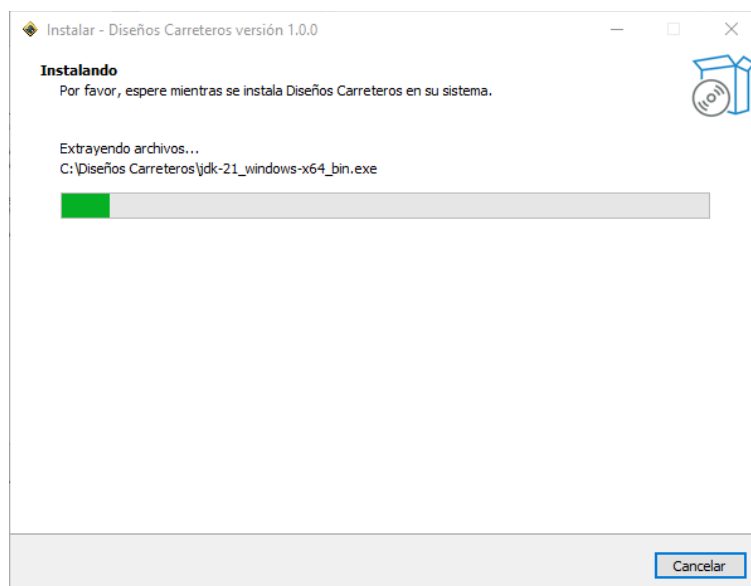 Instalar - Diseños Carreteros versión 1.0.0
Instalando
Por favor, espere mientras se instala Diseños Carreteros en su sistema.
Extrayendo archivos...
C:\Diseños Carreteros\jdk-21_windows-x64_bin.exe
Cancelar